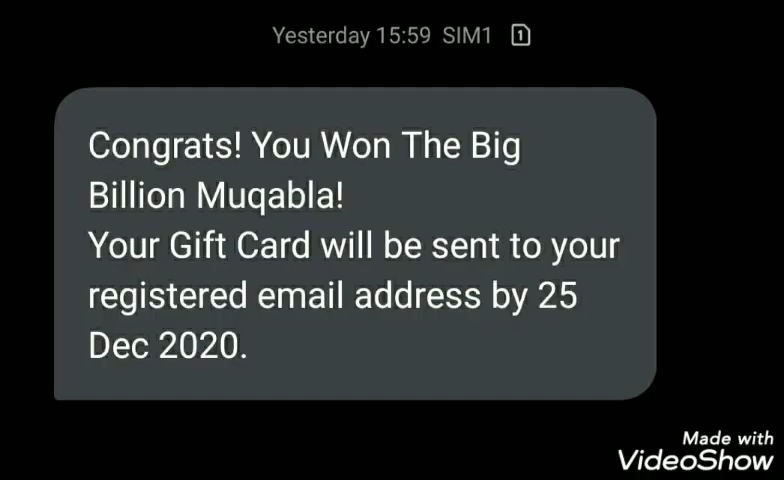 Yesterday 15:59 SIM1 1
Congrats! You Won The Big
Billion Muqabla!
Your Gift Card will be sent to your
registered email address by 25
Dec 2020.
Made with
VideoShow